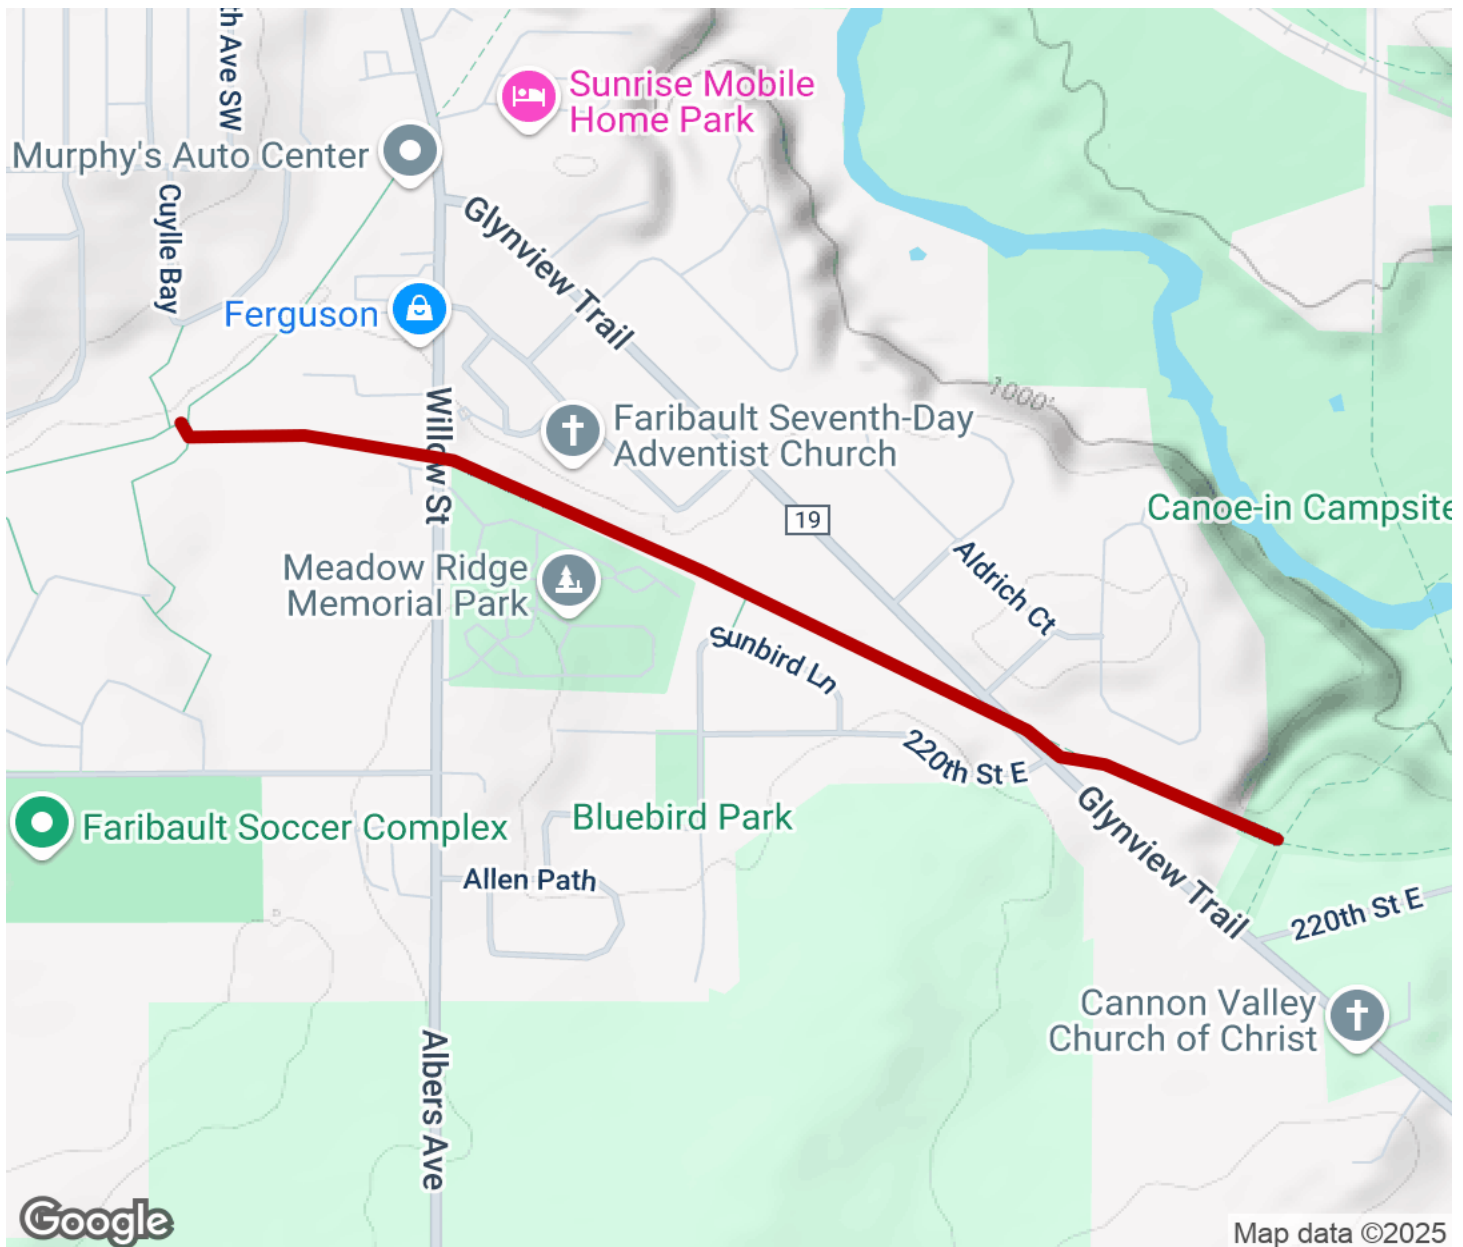 th Ave SW
Sunrise Mobile
Home Park
Murphy's Auto Center
Cuylle Bay
Glynview Trail
Ferguson
1000'
Willow St
Faribault Seventh-Day
Adventist Church
19
Canoe-in Campsite
Aldrich Ct
Meadow Ridge
Memorial Park
Sunbird Ln
220th St E
Glynview Trail
Bluebird Park
Faribault Soccer Complex
Allen Path
220th St E
Cannon Valley
Church of Christ
Albers Ave
Google
Map data ©2025